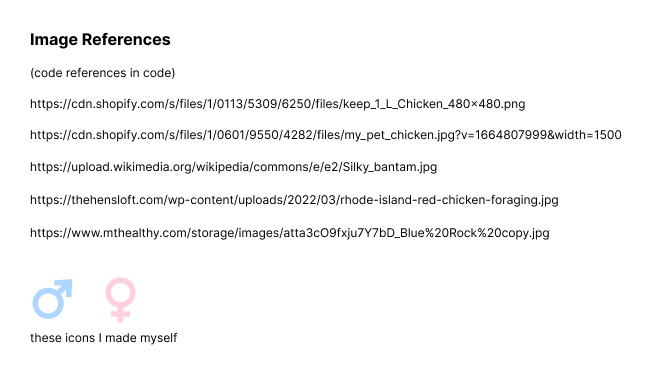 Image References
(code references in code)
https://cdn.shopify.com/s/files/1/0113/5309/6250/files/keep_1_L_Chicken_480×480.png
https://cdn.shopify.com/s/files/1/0601/9550/4282/files/my_pet_chicken.jpg?v=1664807999&width=1500
https://upload.wikimedia.org/wikipedia/commons/e/e2/Silky_bantam.jpg
https://thehensloft.com/wp-content/uploads/2022/03/rhode-island-red-chicken-foraging.jpg
https://www.mthealthy.com/storage/images/atta3cO9fxju7Y7bD_Blue%20Rock%20copy.jpg
these icons I made myself